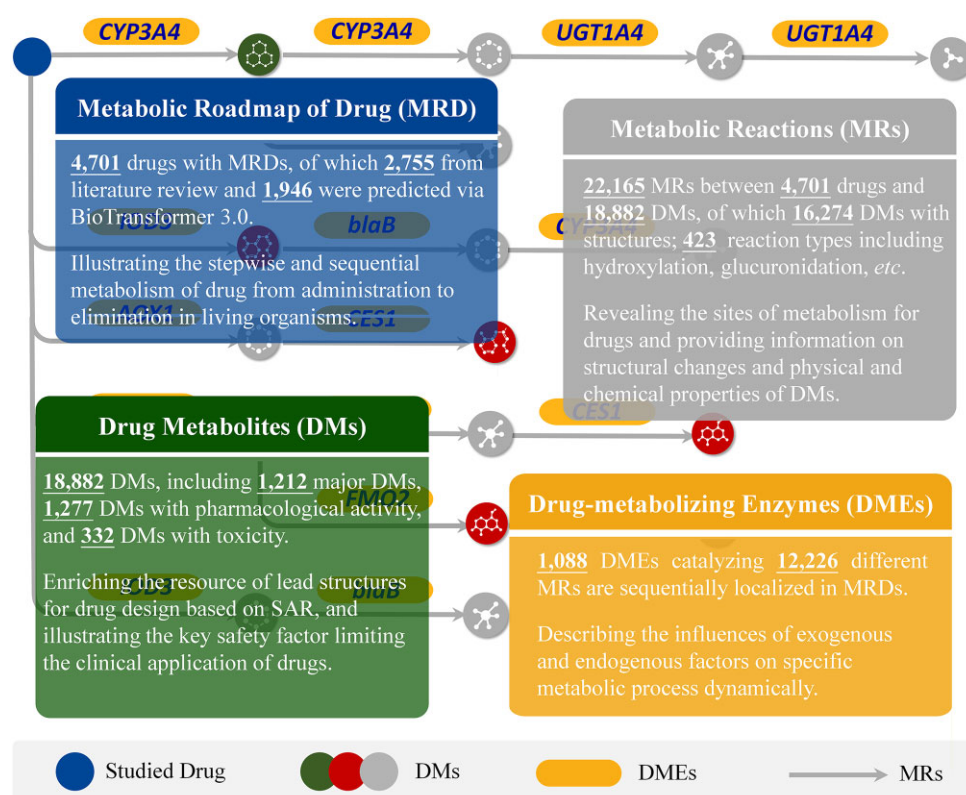 CYP3A4 CYP3A4 UGT1A4 UGT1A4
Metabolic Roadmap of Drug (MRD)
4,701 drugs with MRDs, of which 2,755 from
literature review and 1,946 were predicted via
BioTransformer 3.0.
Illustrating the stepwise and sequential
metabolism of drug from administration to
elimination in living organisms.
blaB CYP3A4
CES1
Metabolic Reactions (MRs)
22,165 MRs between 4,701 drugs and
18,882 DMs, of which 16,274 DMs with
structures; 423 reaction types including
hydroxylation, glucuronidation, etc.
Revealing the sites of metabolism for
drugs and providing information on
structural changes and physical and
chemical properties of DMs.
CES1
Drug Metabolites (DMs)
18,882 DMs, including 1,212 major DMs,
1,277 DMs with pharmacological activity,
and 332 DMs with toxicity.
Enriching the resource of lead structures
for drug design based on SAR, and
illustrating the key safety factor limiting
the clinical application of drugs.
FMO2
blaB
Drug-metabolizing Enzymes (DMEs)
1,088 DMEs catalyzing 12,226 different
MRs are sequentially localized in MRDs.
Describing the influences of exogenous
and endogenous factors on specific
metabolic process dynamically.
Studied Drug DMs DMEs MRs